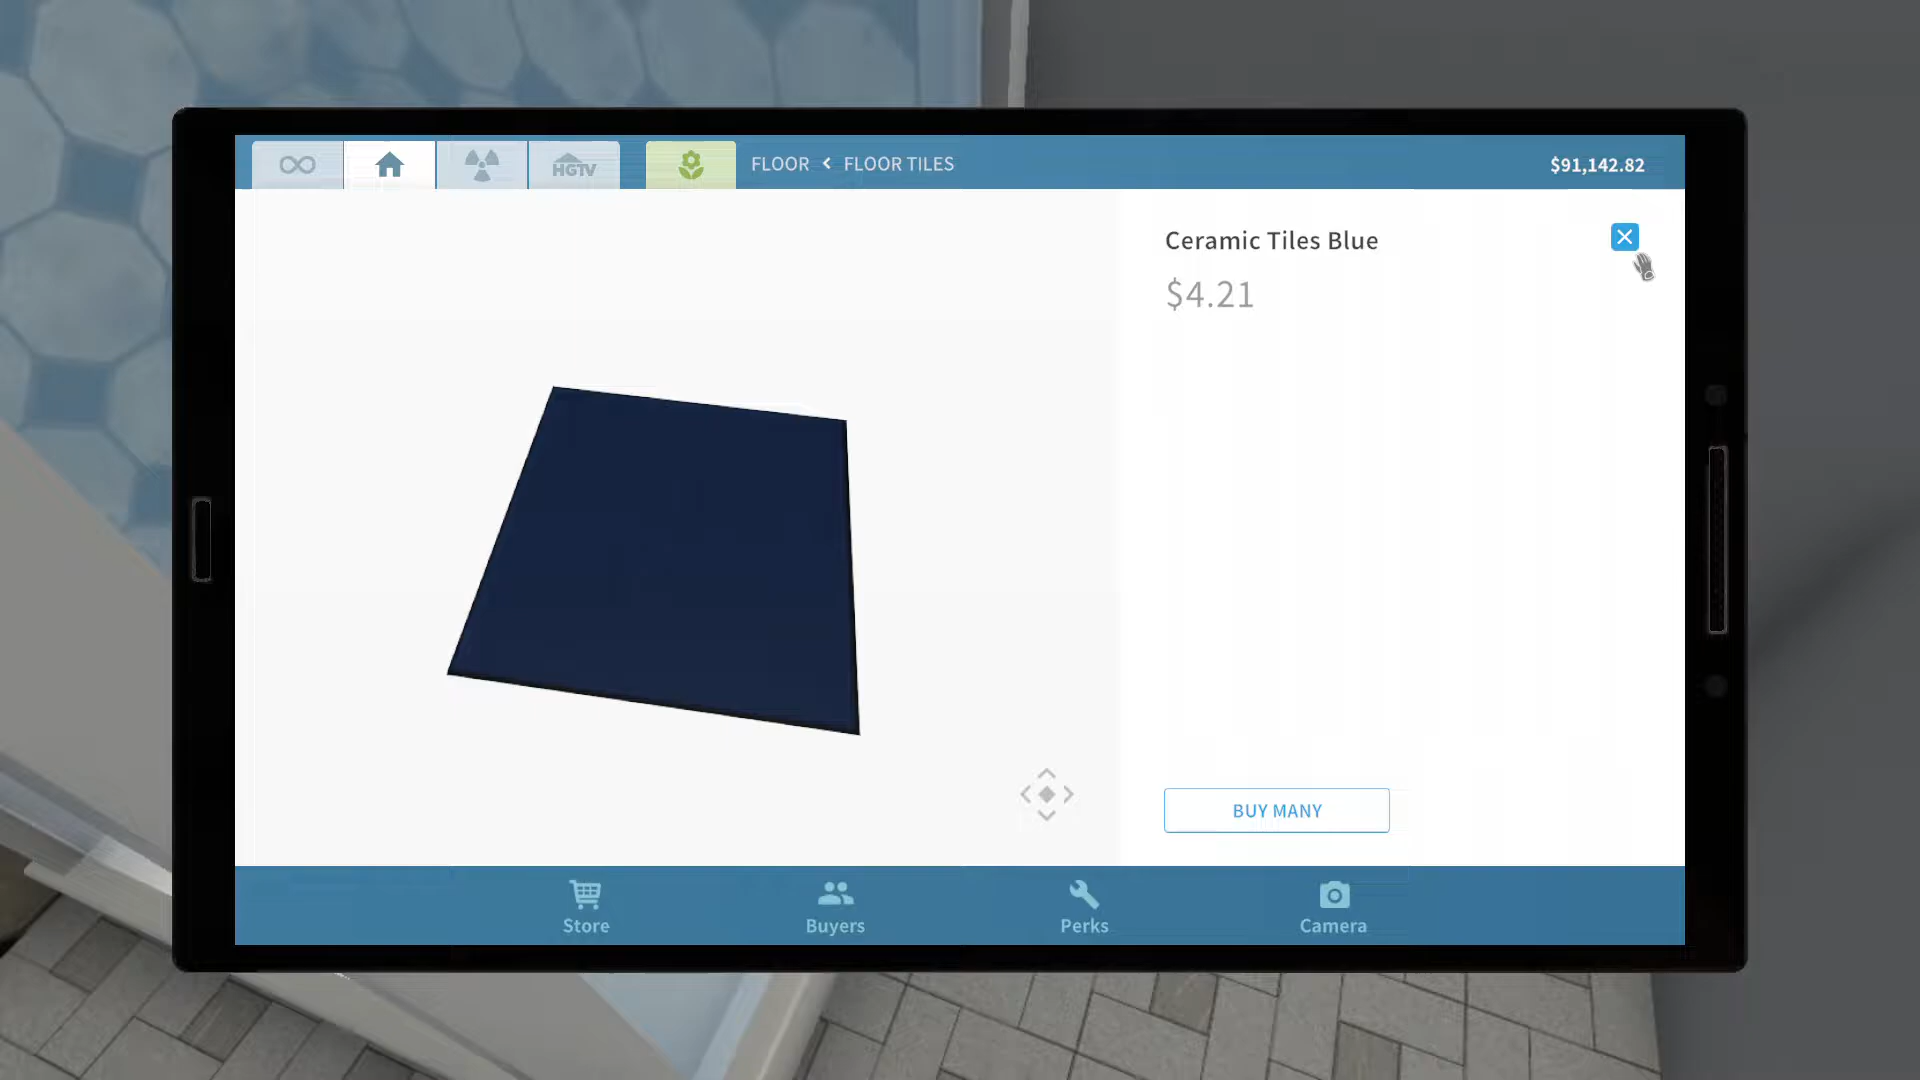 HGTV
FLOOR < FLOOR TILES
$91,142.82
Ceramic Tiles Blue
$4.21
BUY MANY
Store
Buyers
Perks
Camera